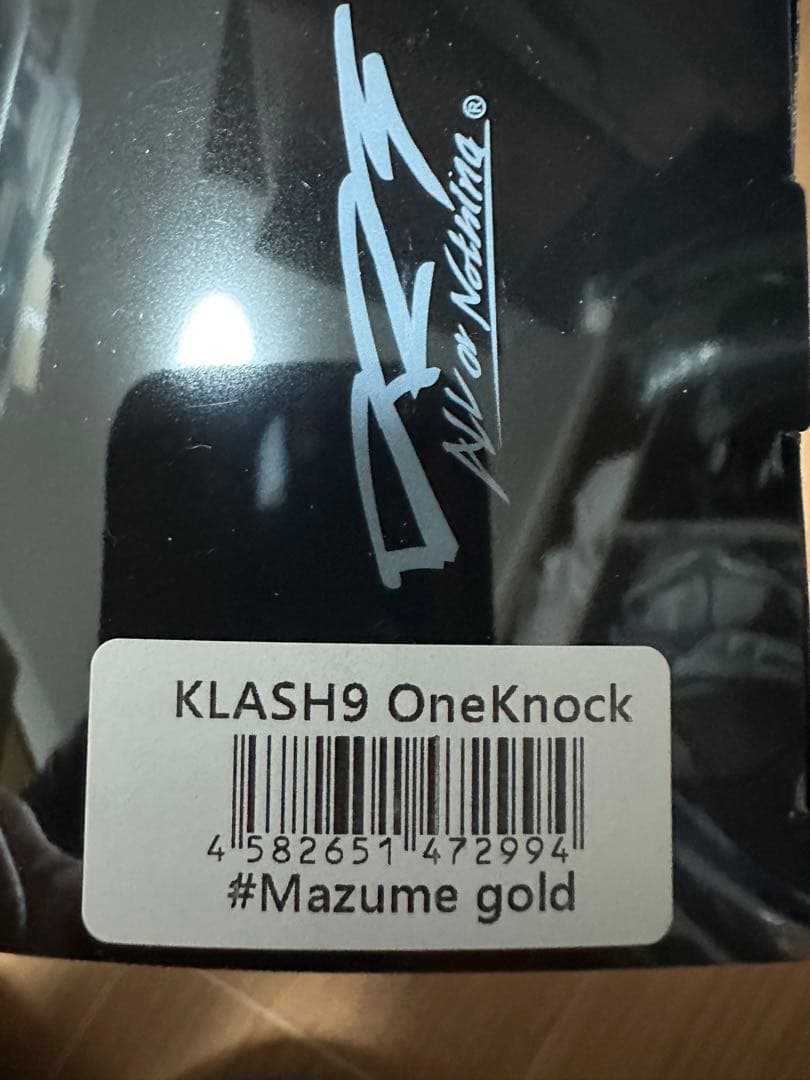 All or Nothing ®
KLASH9 OneKnock
4 582651 472994
#Mazume gold